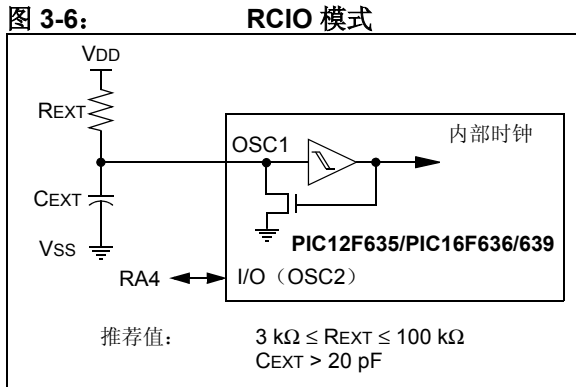 图 3-6： RCIO 模式
VDD
REXT
OSC1
内部时钟
CEXT
VSS
PIC12F635/PIC16F636/639
RA4
I/O（OSC2）
推荐值： 3 kΩ ≤ REXT ≤ 100 kΩ
CEXT > 20 pF